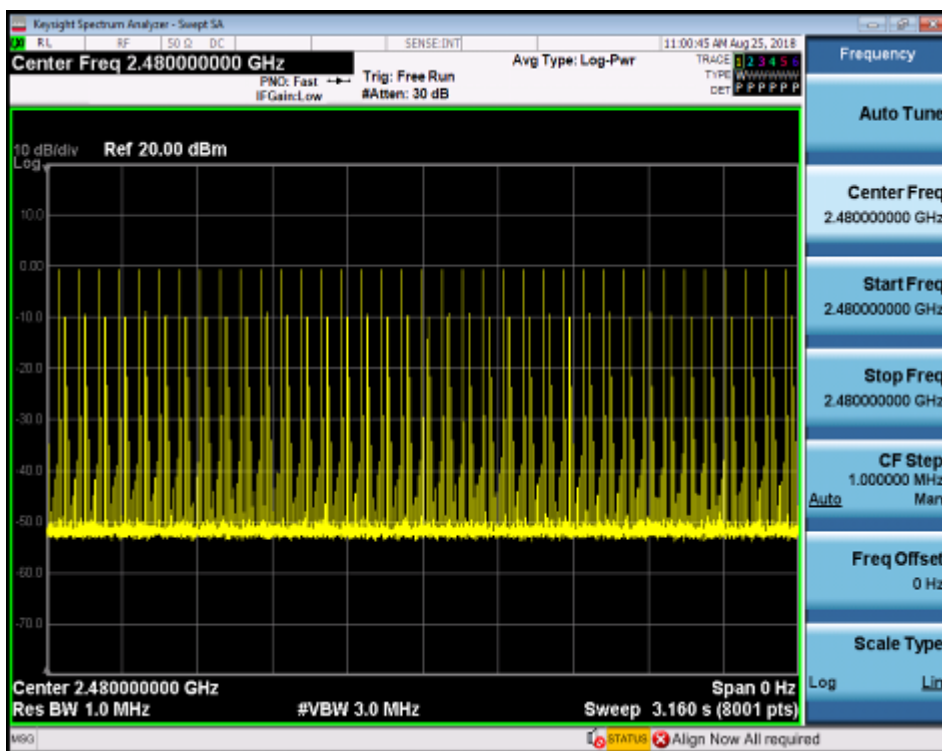 Keysight Spectrum Analyzer - Swept SA
RL RF 50 Ω DC SENSE:INT 11:00:45 AM Aug 25, 2018
Center Freq 2.480000000 GHz
Avg Type: Log-Pwr
TRACE 1 2 3 4 5 6
PNO: Fast
Trig: Free Run
TYPE
IFGain:Low
#Atten: 30 dB
DET P P P P P P
10 dB/div Ref 20.00 dBm
Log
10.0
0.00
-10.0
-20.0
-30.0
-40.0
-50.0
-60.0
-70.0
Center 2.480000000 GHz Span 0 Hz
Res BW 1.0 MHz #VBW 3.0 MHz Sweep 3.160 s (8001 pts)
MSG STATUS Align Now All required
Frequency
Auto Tune
Center Freq
2.480000000 GHz
Start Freq
2.480000000 GHz
Stop Freq
2.480000000 GHz
CF Step
1.000000 MHz
Auto Man
Freq Offset
0 Hz
Scale Type
Log Lin